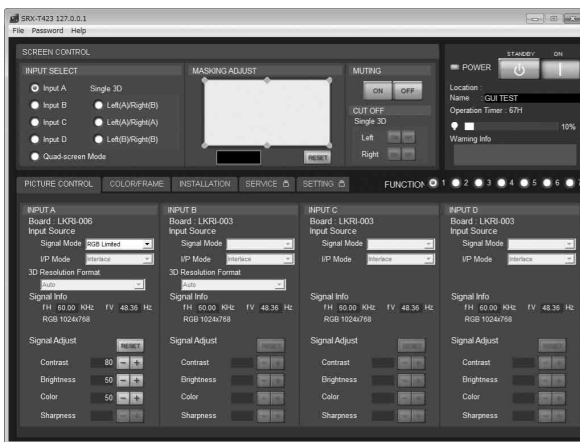 SRX-T423 127.0.0.1
File Password Help
SCREEN CONTROL
INPUT SELECT
Input A
Input B
Input C
Input D
Quad-screen Mode
Single 3D
Left(A)/Right(B)
Left(A)/Right(A)
Left(B)/Right(B)
MASKING ADJUST
RESET
MUTING
ON OFF
CUT OFF
Single 3D
Left
Right
STANDBY ON
POWER
Location :
Name : GUI TEST
Operation Timer : 67H
10%
Warning Info
PICTURE CONTROL COLOR/FRAME INSTALLATION SERVICE SETTING FUNCTION 1 2 3 4 5 6
INPUT A
Board : LKRI-006
Input Source
Signal Mode RGB Limited
I/P Mode Interlace
3D Resolution Format
Auto
Signal Info
fH 60.00 KHz fV 48.36 Hz
RGB 1024x768
Signal Adjust RESET
Contrast 80 - +
Brightness 50 - +
Color 50 - +
Sharpness - +
INPUT B
Board : LKRI-003
Input Source
Signal Mode
I/P Mode Interlace
3D Resolution Format
Auto
Signal Info
fH 60.00 KHz fV 48.36 Hz
RGB 1024x768
Signal Adjust RESET
Contrast - +
Brightness - +
Color - +
Sharpness - +
INPUT C
Board : LKRI-003
Input Source
Signal Mode
I/P Mode Interlace
Signal Info
fH 60.00 KHz fV 48.36 Hz
RGB 1024x768
Signal Adjust RESET
Contrast - +
Brightness - +
Color - +
Sharpness - +
INPUT D
Board : LKRI-003
Input Source
Signal Mode
I/P Mode Interlace
Signal Info
fH 60.00 KHz fV 48.36 Hz
RGB 1024x768
Signal Adjust RESET
Contrast - +
Brightness - +
Color - +
Sharpness - +